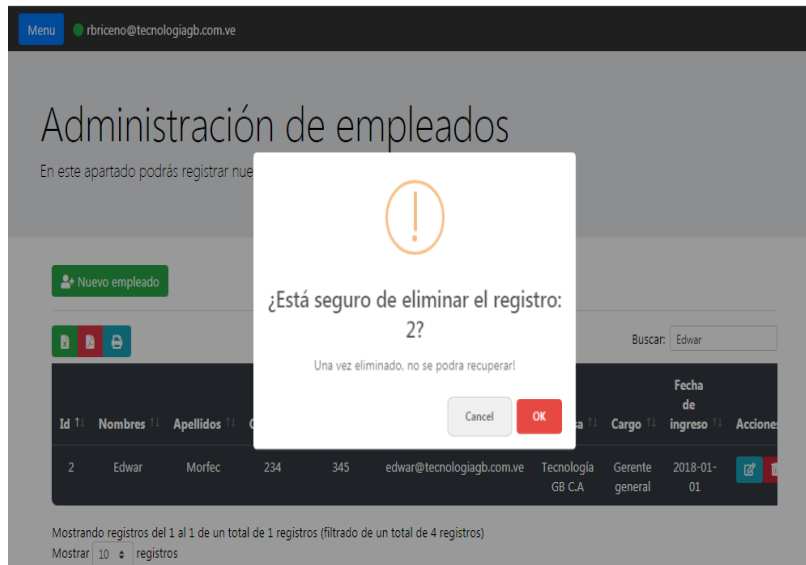 Menu rbriceno@tecnologiagb.com.ve
Administración de empleados
En este apartado podrás registrar nue
Nuevo empleado
¿Está seguro de eliminar el registro:
2?
Una vez eliminado, no se podra recuperar!
Cancel OK
Buscar: Edwar
Id Nombres Apellidos Cargo Fecha de ingreso Accione
2 Edwar Morfec 234 345 edwar@tecnologiagb.com.ve Tecnología GB C.A Gerente general 2018-01-01
Mostrando registros del 1 al 1 de un total de 1 registros (filtrado de un total de 4 registros)
Mostrar 10 registros